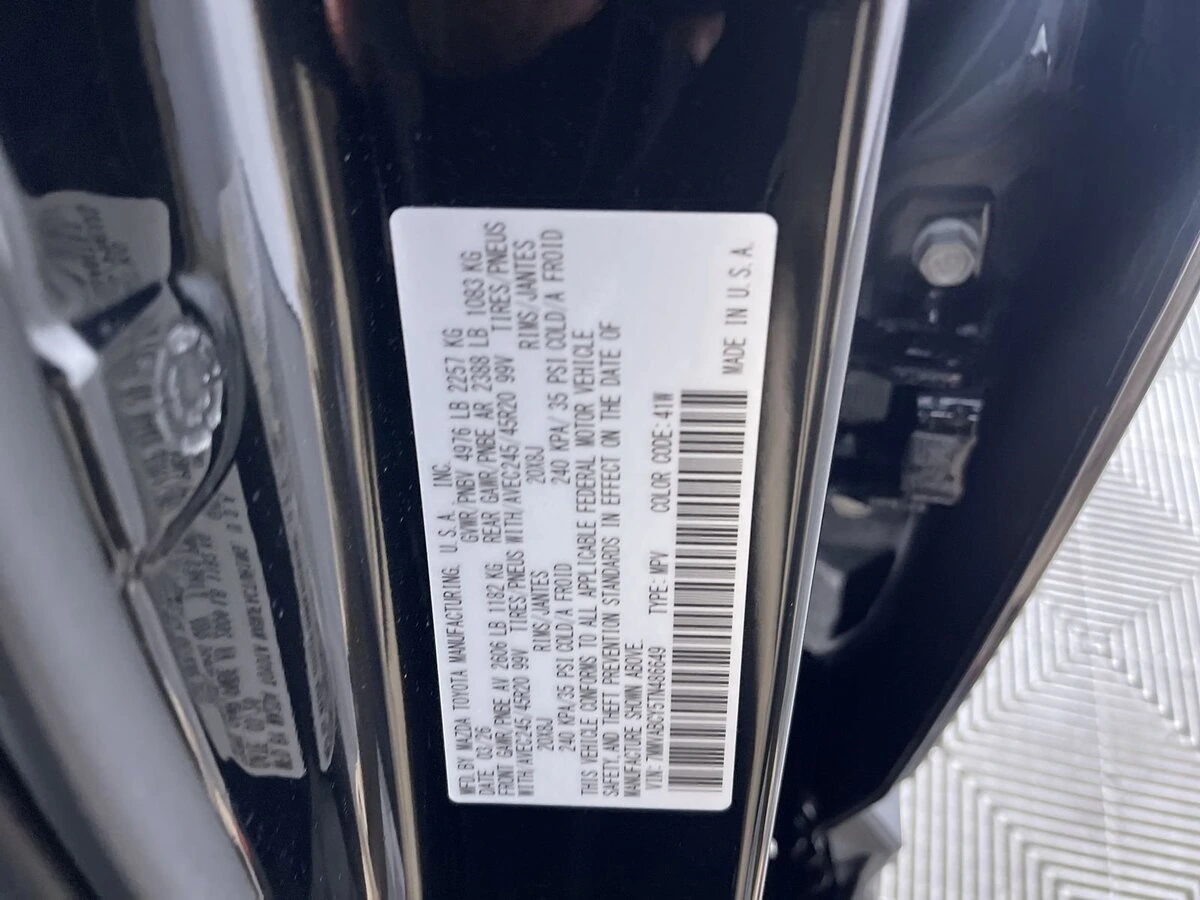 MFD. BY MAZDA TOYOTA MANUFACTURING. U. S. A. INC.
DATE 03/26 GVWR/PNBV 4976 LB 2257 KG
FRONT GAWR/PNBE AV 2606 LB 1182 KG REAR GAWR/PNBE AR 2388 LB 1083 KG
WITH AVEC245/45R20 99V TIRES/PNEUS WITH/AVEC245/45R20 99V TIRES/PNEUS
20X8J RIMS/JANTES 20X8J RIMS/JANTES
240 KPA/35 PSI COLD/A FROID 240 KPA/ 35 PSI COLD/A FROID
THIS VEHICLE CONFORMS TO ALL APPLICABLE FEDERAL MOTOR VEHICLE
SAFETY, AND THEFT PREVENTION STANDARDS IN EFFECT ON THE DATE OF
MANUFACTURE SHOWN ABOVE.
VIN: 7MMVABCY5TN486649 TYPE: MPV COLOR CODE: 41W
MADE IN U. S. A.